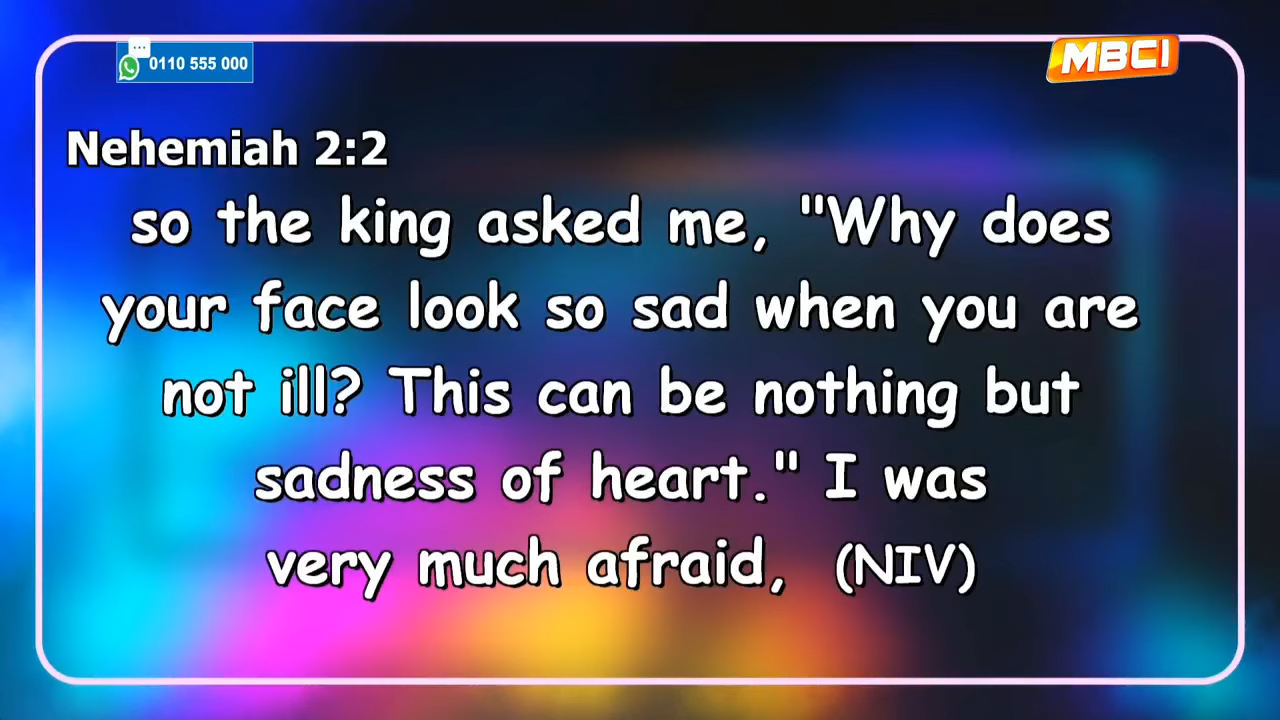 0110 555 000
MBCI
Nehemiah 2:2
so the king asked me, "Why does
your face look so sad when you are
not ill? This can be nothing but
sadness of heart." I was
very much afraid, (NIV)